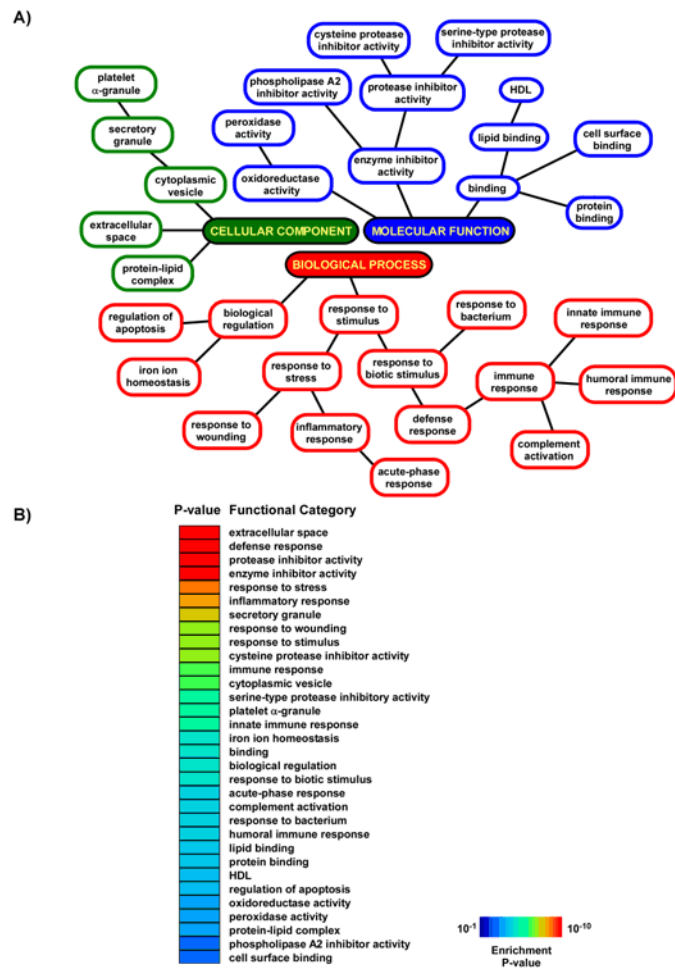 A)
cysteine protease
inhibitor activity
serine-type protease
inhibitor activity
platelet
α-granule
phospholipase A2
inhibitor activity
protease inhibitor
activity
HDL
secretory
granule
peroxidase
activity
lipid binding
cell surface
binding
cytoplasmic
vesicle
oxidoreductase
activity
enzyme inhibitor
activity
binding
protein
binding
extracellular
space
CELLULAR COMPONENT
MOLECULAR FUNCTION
protein-lipid
complex
BIOLOGICAL PROCESS
regulation of
apoptosis
biological
regulation
response to
stimulus
response to
bacterium
innate immune
response
iron ion
homeostasis
response to
stress
response to
biotic stimulus
immune
response
humoral immune
response
response to
wounding
inflammatory
response
defense
response
complement
activation
acute-phase
response
B)
P-value Functional Category
extracellular space
defense response
protease inhibitor activity
enzyme inhibitor activity
response to stress
inflammatory response
secretory granule
response to wounding
response to stimulus
cysteine protease inhibitor activity
immune response
cytoplasmic vesicle
serine-type protease inhibitory activity
platelet α-granule
innate immune response
iron ion homeostasis
binding
biological regulation
response to biotic stimulus
acute-phase response
complement activation
response to bacterium
humoral immune response
lipid binding
protein binding
HDL
regulation of apoptosis
oxidoreductase activity
peroxidase activity
protein-lipid complex
phospholipase A2 inhibitor activity
cell surface binding
10⁻¹ 10⁻¹⁰
Enrichment
P-value